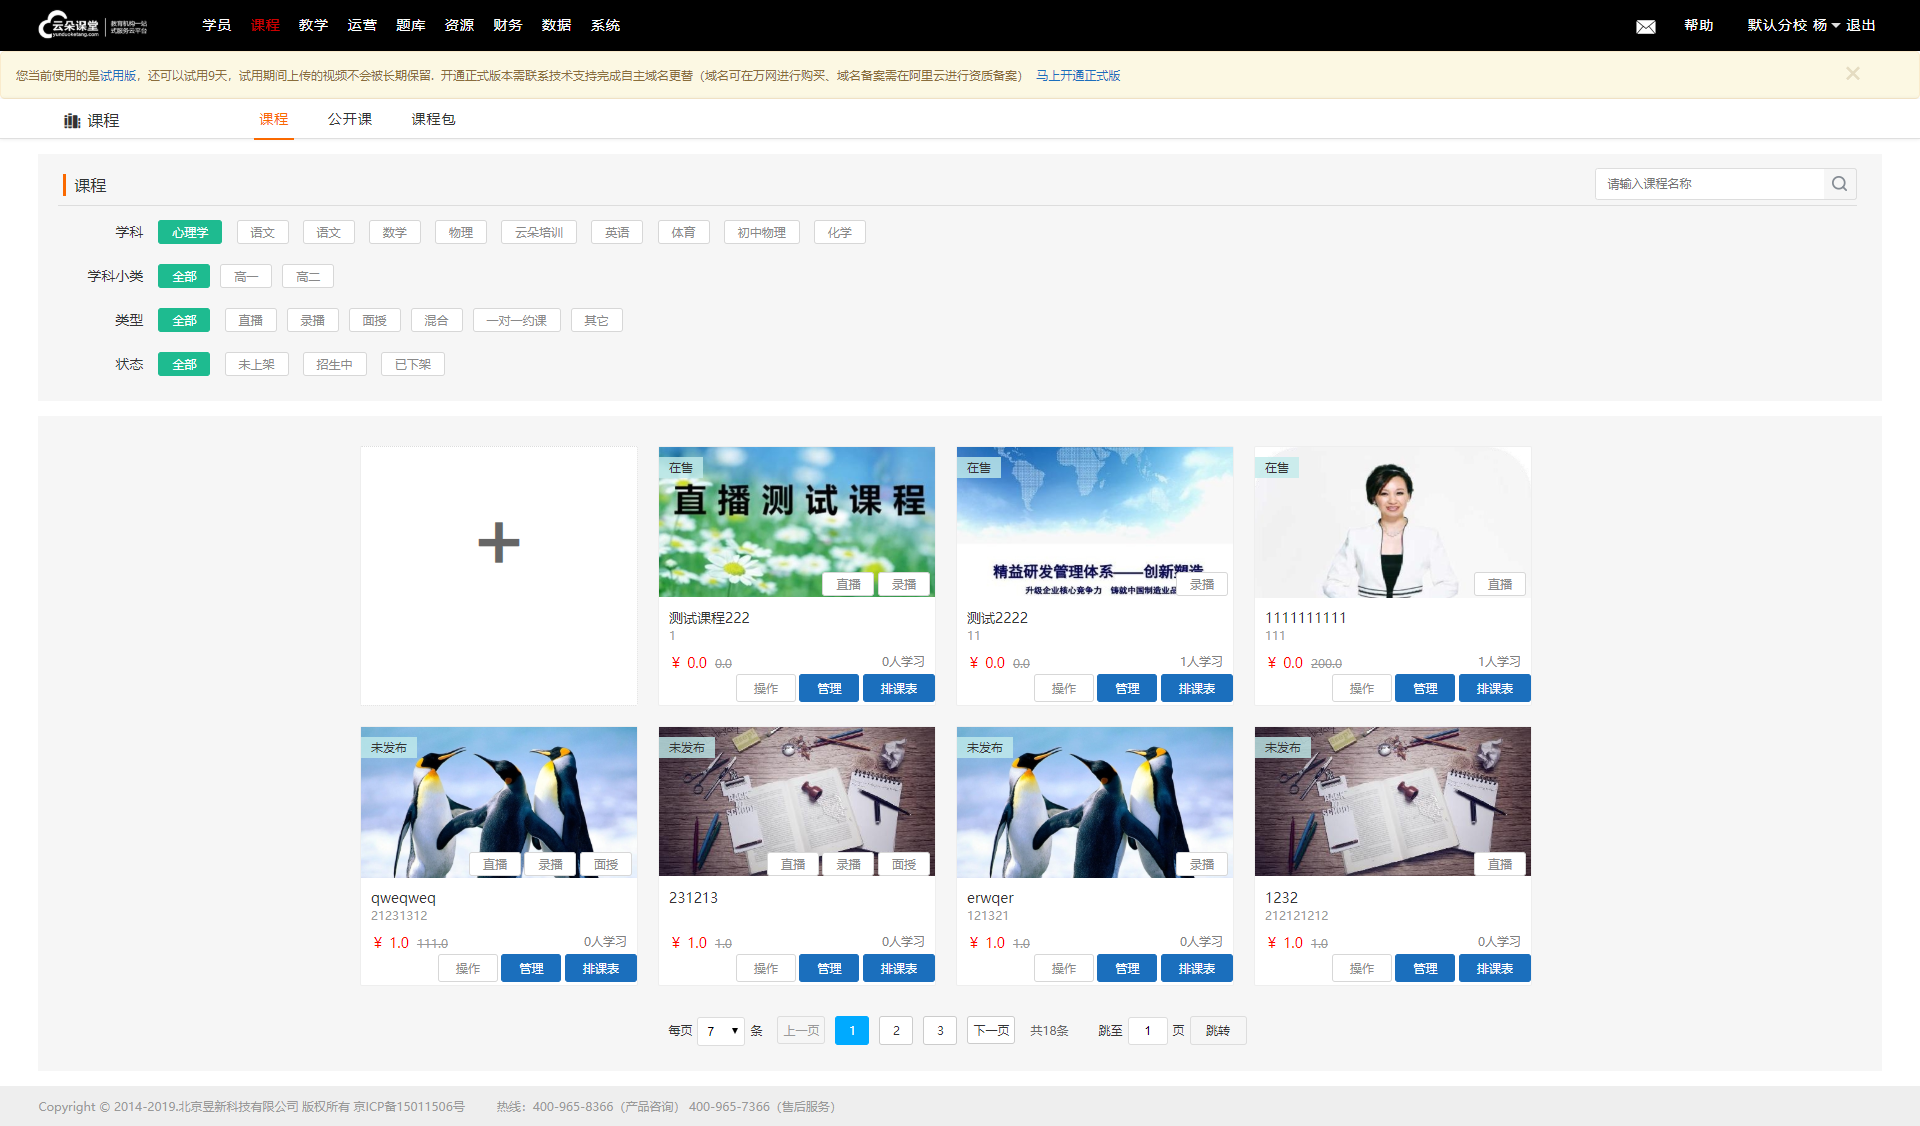 云朵课堂 yunduoketang.com 教育机构一站式服务云平台
学员 课程 教学 运营 题库 资源 财务 数据 系统 帮助 默认分校 杨 退出
您当前使用的是试用版，还可以试用9天，试用期间上传的视频不会被长期保留. 开通正式版本需联系技术支持完成自主域名更替（域名可在万网进行购买、域名备案需在阿里云进行资质备案） 马上开通正式版
课程 课程 公开课 课程包
课程 请输入课程名称
学科 心理学 语文 语文 数学 物理 云朵培训 英语 体育 初中物理 化学
学科小类 全部 高一 高二
类型 全部 直播 录播 面授 混合 一对一约课 其它
状态 全部 未上架 招生中 已下架
在售 在售 在售
直播测试课程
精益研发管理体系——创新塑造
升级企业核心竞争力 铸就中国制造业品
直播 录播 录播 直播
测试课程222 测试2222 1111111111
1 11 111
¥ 0.0 0.0 0人学习 ¥ 0.0 0.0 1人学习 ¥ 0.0 200.0 1人学习
操作 管理 排课表 操作 管理 排课表 操作 管理 排课表
未发布 未发布 未发布 未发布
直播 录播 面授 直播 录播 面授 录播 直播
qweqweq 231213 erwqer 1232
21231312 121321 212121212
¥ 1.0 111.0 0人学习 ¥ 1.0 1.0 0人学习 ¥ 1.0 1.0 0人学习 ¥ 1.0 1.0 0人学习
操作 管理 排课表 操作 管理 排课表 操作 管理 排课表 操作 管理 排课表
每页 7 条 上一页 1 2 3 下一页 共18条 跳至 1 页 跳转
Copyright © 2014-2019.北京昱新科技有限公司 版权所有 京ICP备15011506号 热线：400-965-8366（产品咨询） 400-965-7366（售后服务）